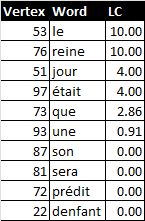 Vertex Word LC
53 le 10.00
76 reine 10.00
51 jour 4.00
97 était 4.00
73 que 2.86
93 une 0.91
87 son 0.00
81 sera 0.00
72 prédit 0.00
22 denfant 0.00